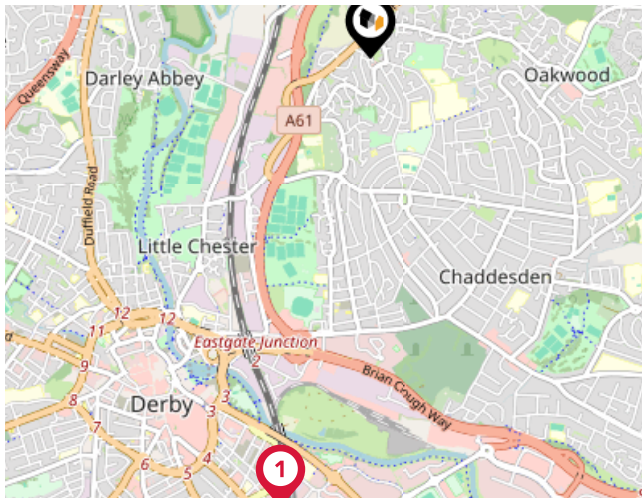 Queensway
Darley Abbey
Oakwood
A61
Duffield Road
Little Chester
Chaddesden
12
12
11
Eastgate Junction
2
9
Brian Clough Way
8
Derby
3
3
7
4
6
5
1